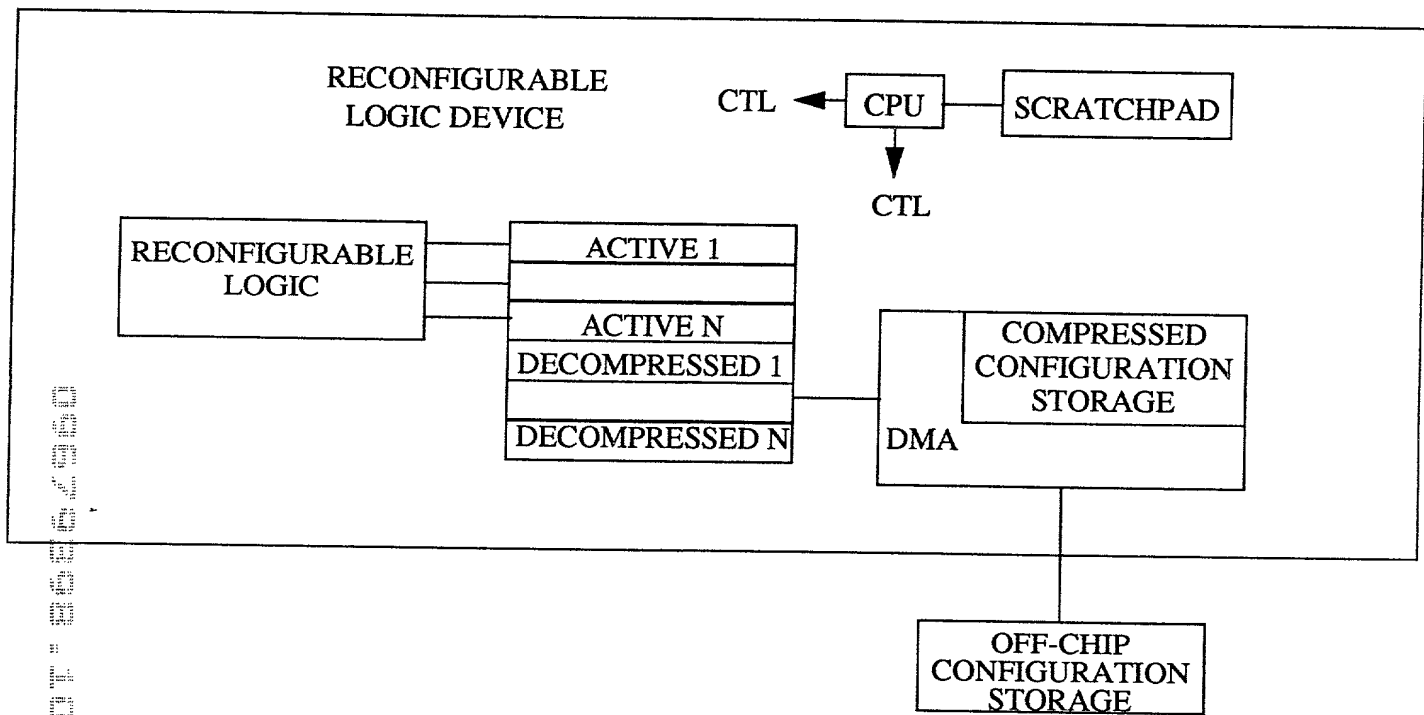 RECONFIGURABLE
LOGIC DEVICE
CTL
CPU
SCRATCHPAD
CTL
RECONFIGURABLE
LOGIC
ACTIVE 1
ACTIVE N
DECOMPRESSED 1
DECOMPRESSED N
DMA
COMPRESSED
CONFIGURATION
STORAGE
OFF-CHIP
CONFIGURATION
STORAGE